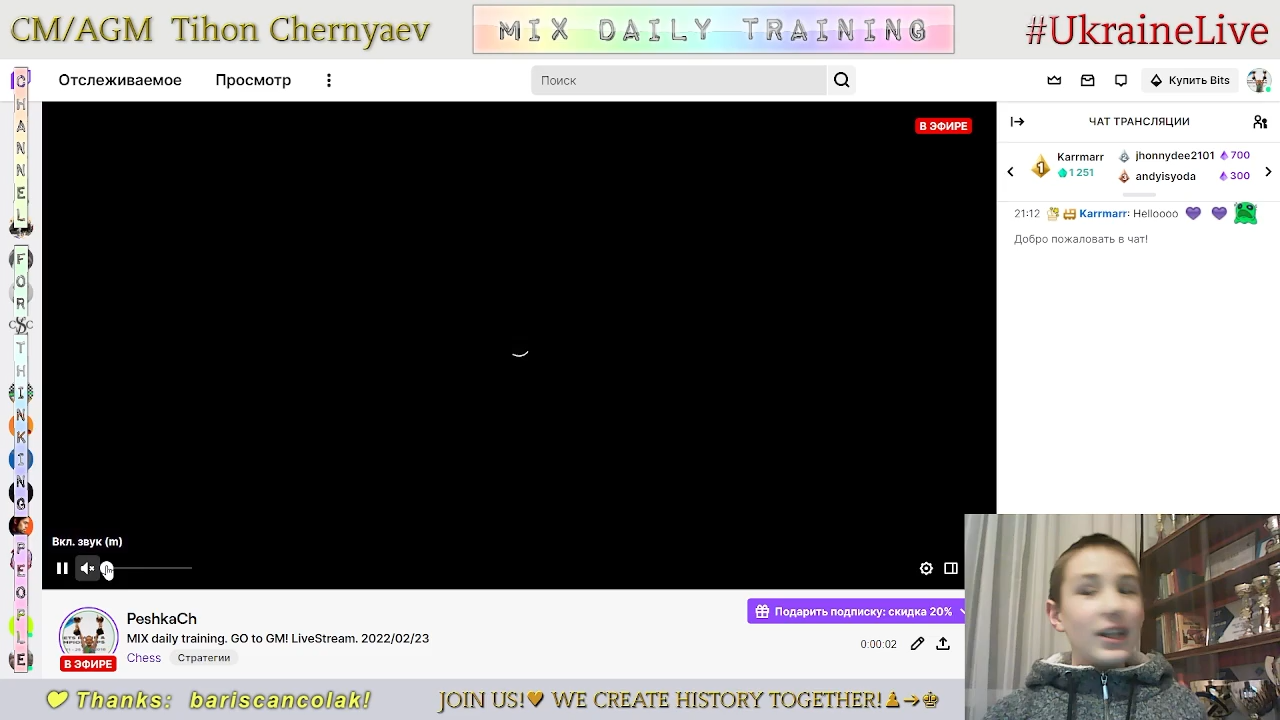 CM/AGM Tihon Chernyaev
MIX DAILY TRAINING
#UkraineLive
Отслеживаемое
Просмотр
Поиск
Купить Bits
CHANNEL FOR THINKING PEOPLE
В ЭФИРЕ
ЧАТ ТРАНСЛЯЦИИ
1
Karrmarr
1 251
2 jhonnydee2101 700
3 andyisyoda 300
21:12 Karrmarr: Helloooo
Добро пожаловать в чат!
Вкл. звук (m)
PeshkaCh
MIX daily training. GO to GM! LiveStream. 2022/02/23
Chess Стратегии
В ЭФИРЕ
Подарить подписку: скидка 20%
0:00:02
Thanks: bariscancolak!
JOIN US! WE CREATE HISTORY TOGETHER!